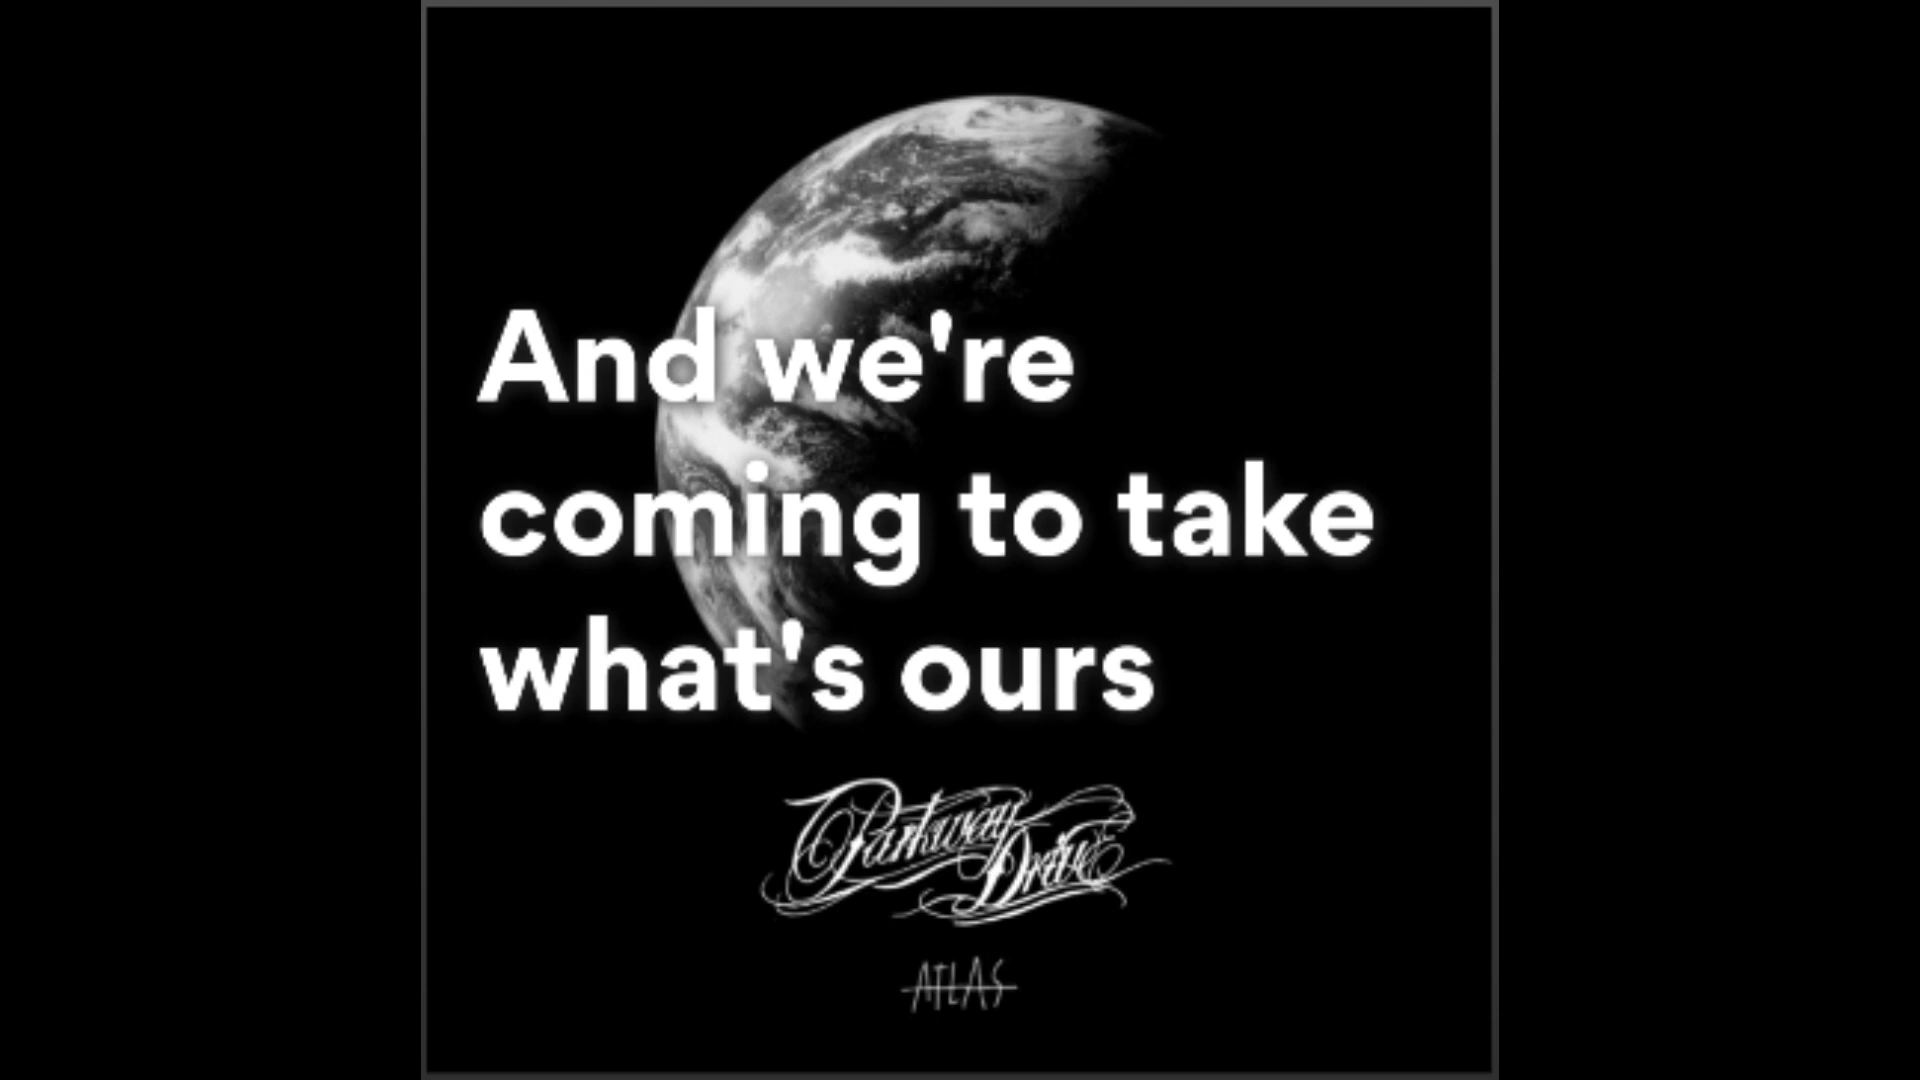 And we're
coming to take
what's ours
Parkway
Drive
ATLAS